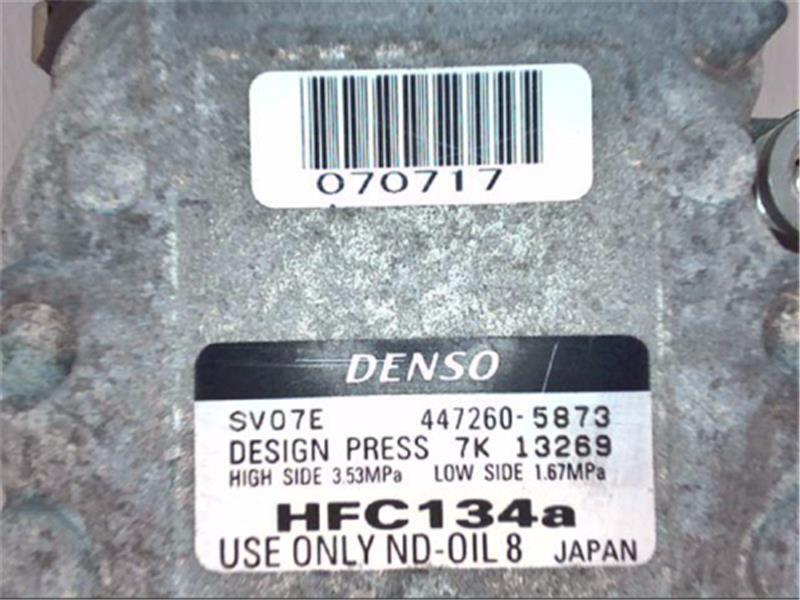 070717
DENSO
SV07E 447260-5873
DESIGN PRESS 7K 13269
HIGH SIDE 3.53MPa LOW SIDE 1.67MPa
HFC134a
USE ONLY ND-OIL 8 JAPAN